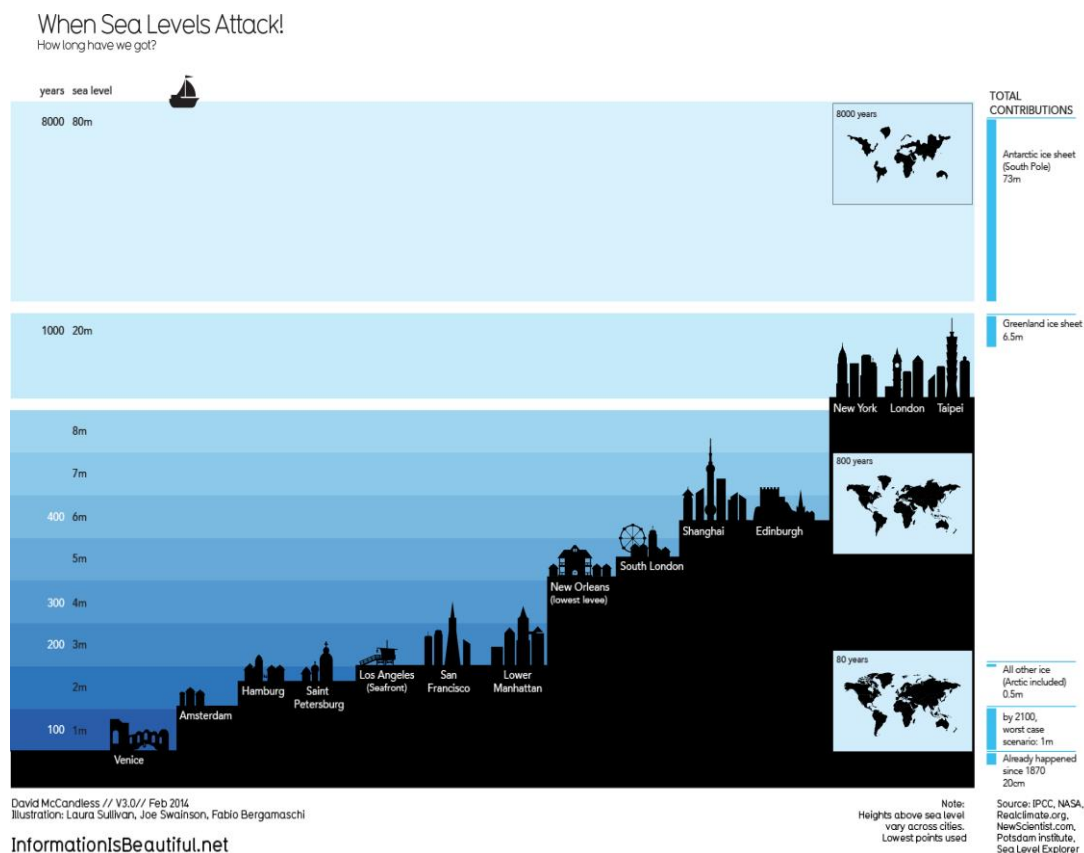 When Sea Levels Attack!
How long have we got?
years sea level
8000 80m
1000 20m
8m
7m
400 6m
5m
300 4m
200 3m
2m
100 1m
Venice
Amsterdam
Hamburg
Saint
Petersburg
Los Angeles
(Seafront)
San
Francisco
Lower
Manhattan
New Orleans
(lowest levee)
South London
Shanghai
Edinburgh
New York
London
Taipei
8000 years
800 years
80 years
TOTAL
CONTRIBUTIONS
Antarctic ice sheet
(South Pole)
73m
Greenland ice sheet
6.5m
All other ice
(Arctic included)
0.5m
by 2100,
worst case
scenario: 1m
Already happened
since 1870
20cm
David McCandless // V3.0// Feb 2014
Illustration: Laura Sullivan, Joe Swainson, Fabio Bergamaschi
InformationIsBeautiful.net
Note:
Heights above sea level
vary across cities.
Lowest points used
Source: IPCC, NASA,
Realclimate.org,
NewScientist.com,
Potsdam institute,
Sea Level Explorer